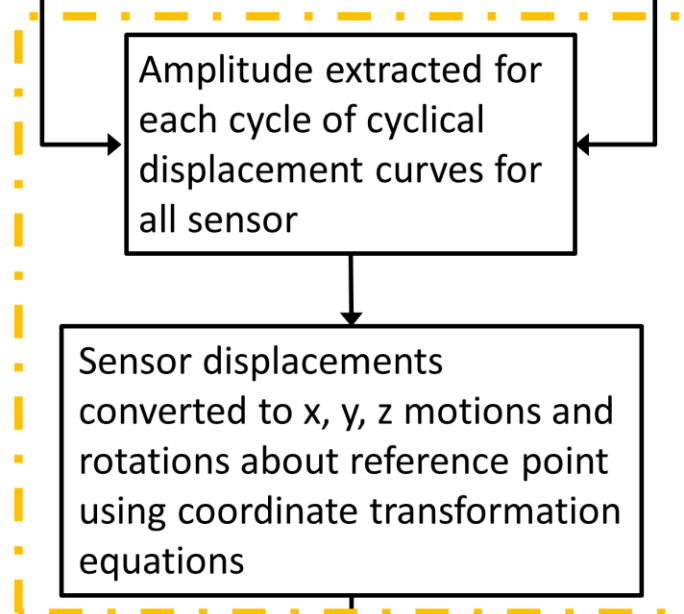 Amplitude extracted for
each cycle of cyclical
displacement curves for
all sensor
Sensor displacements
converted to x, y, z motions and
rotations about reference point
using coordinate transformation
equations